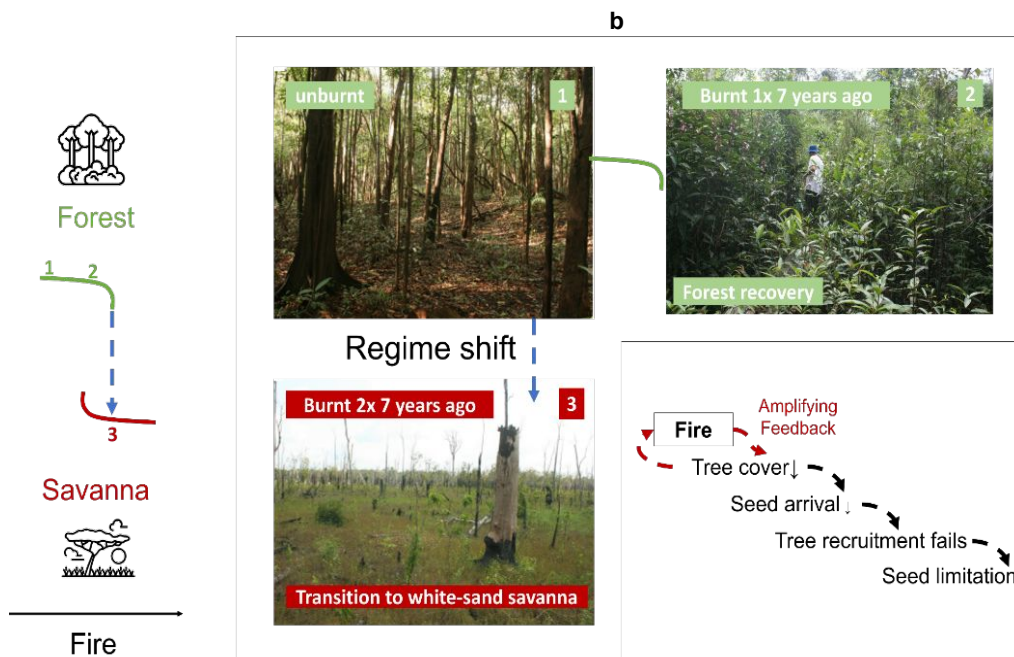 b
Forest
1
2
3
Savanna
Fire
unburnt
1
Burnt 1x 7 years ago
2
Forest recovery
Regime shift
Burnt 2x 7 years ago
3
Transition to white-sand savanna
Fire
Amplifying
Feedback
Tree cover↓
Seed arrival↓
Tree recruitment fails
Seed limitation